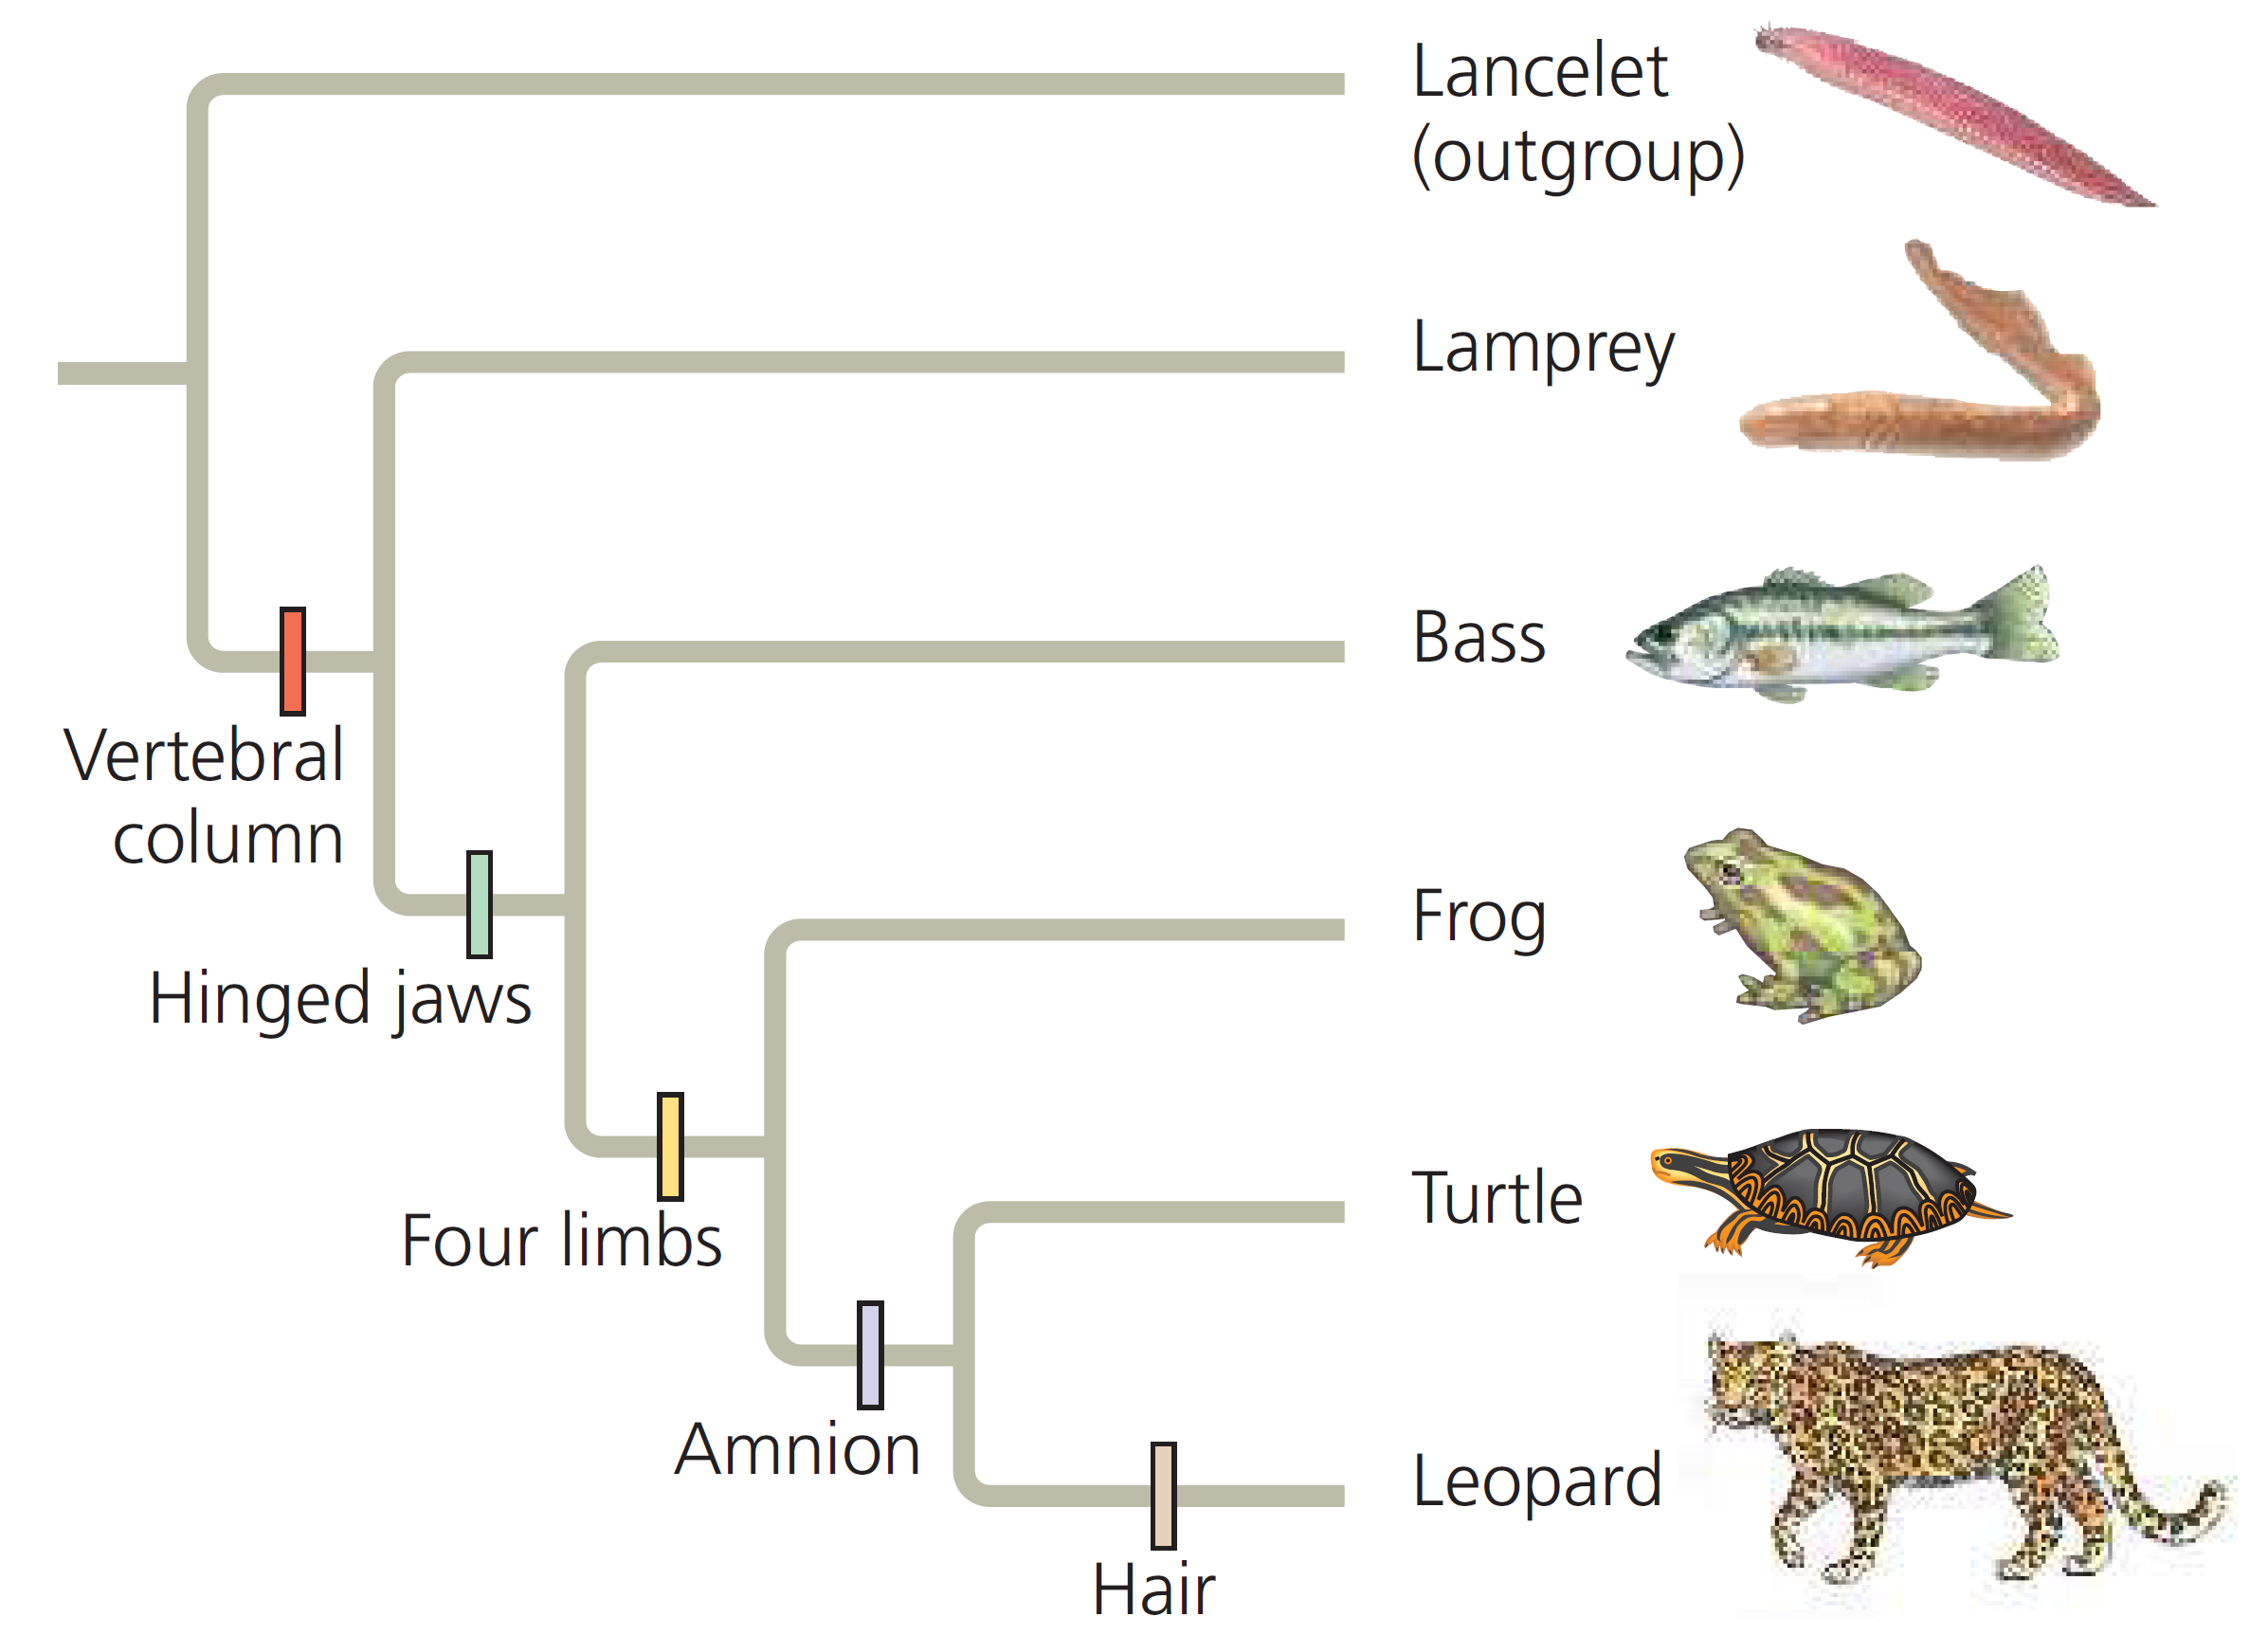 Lancelet
(outgroup)
Lamprey
Bass
Vertebral
column
Frog
Hinged jaws
Turtle
Four limbs
Amnion
Leopard
Hair